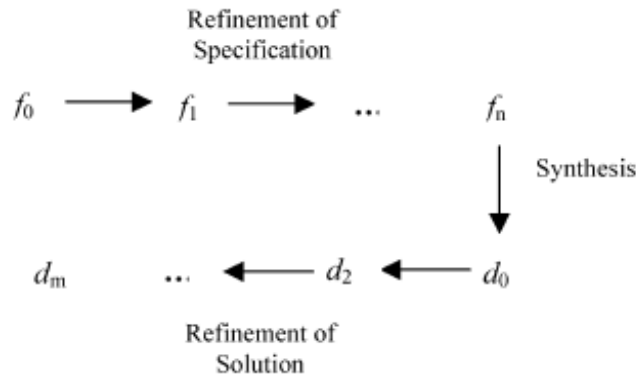 Refinement of
Specification
f₀ f₁ ... fₙ
Synthesis
dₘ ... d₂ d₀
Refinement of
Solution